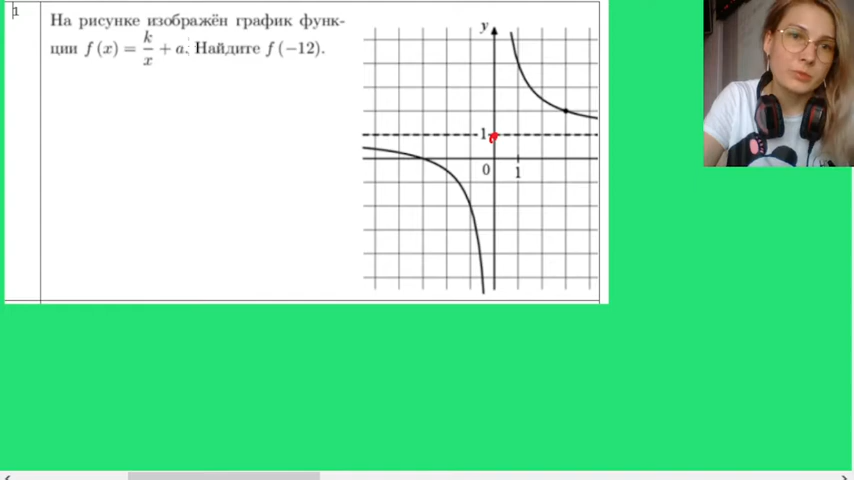 1
На рисунке изображён график функ-
ции f (x) = k/x + a. Найдите f (−12).
y
1
0
1